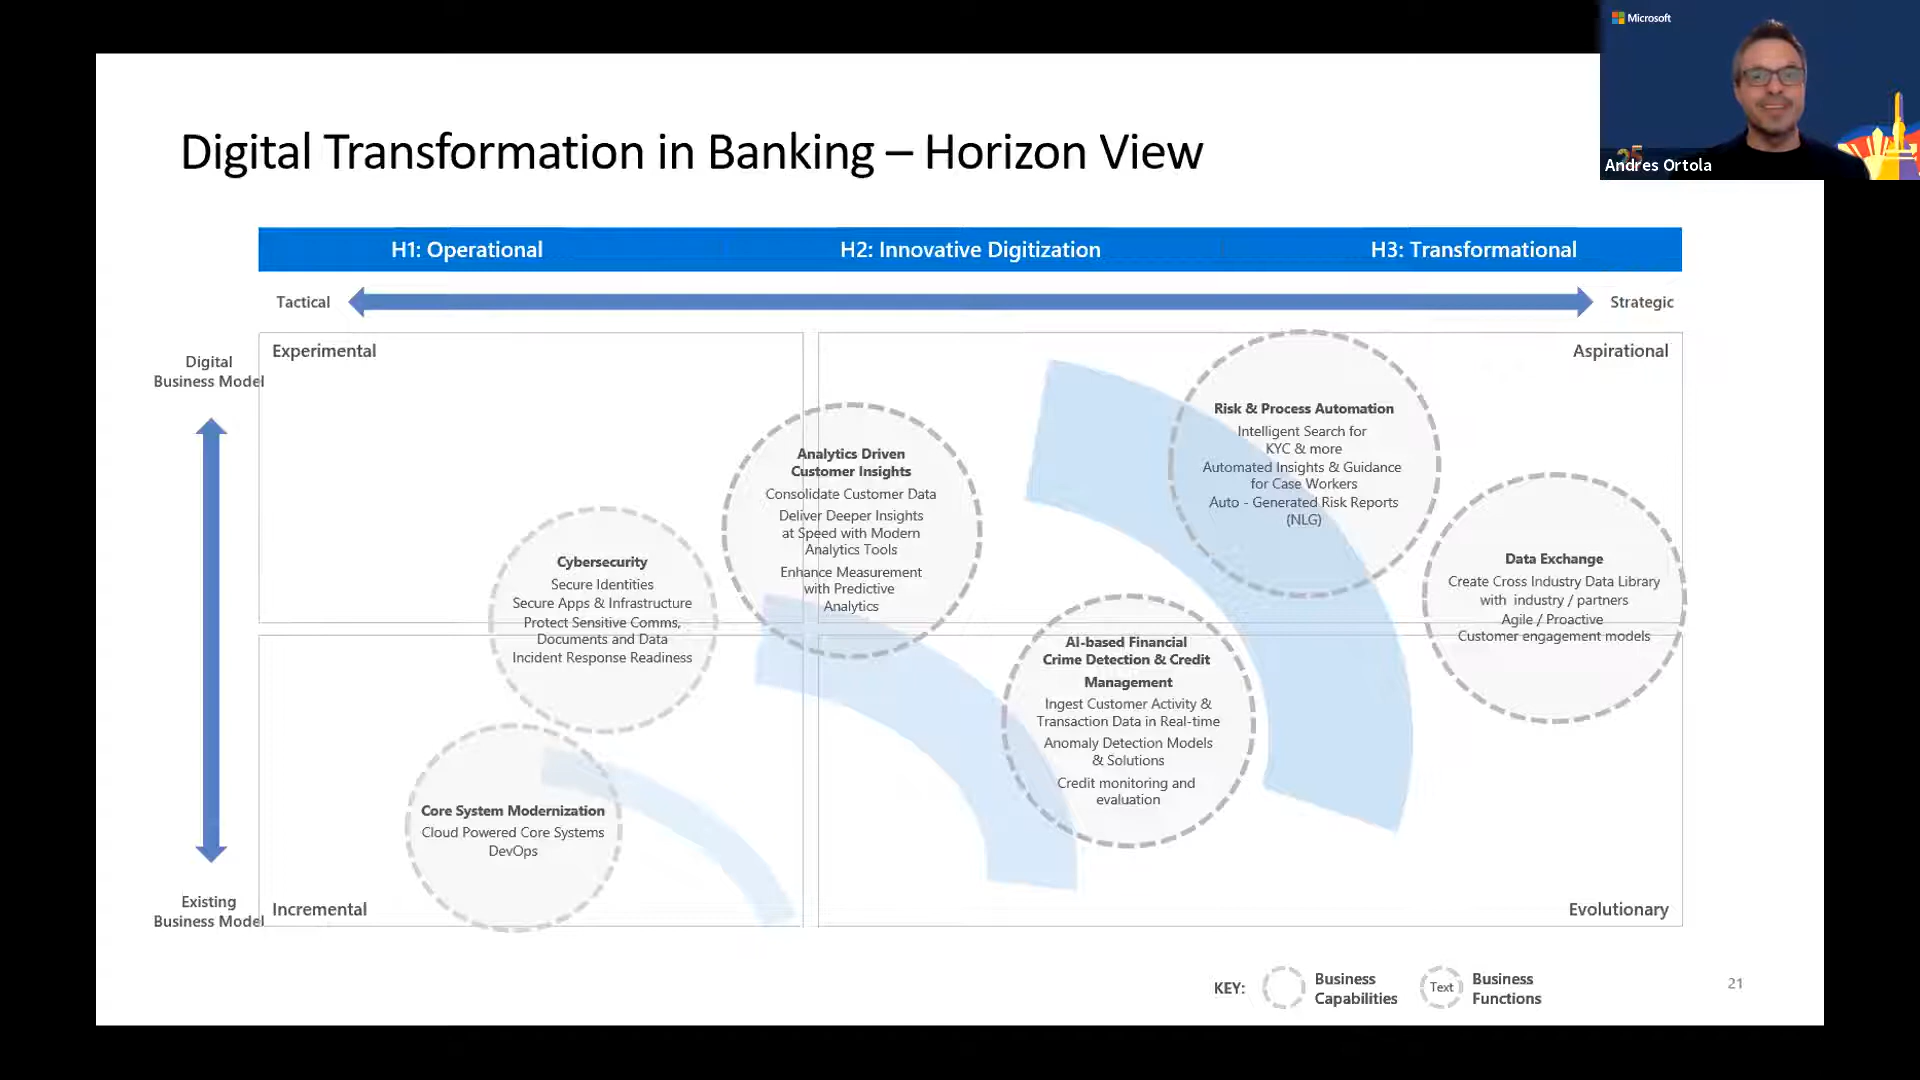 Microsoft
Andres Ortola
Digital Transformation in Banking – Horizon View
H1: Operational
H2: Innovative Digitization
H3: Transformational
Tactical
Strategic
Digital
Business Model
Existing
Business Model
Experimental
Aspirational
Incremental
Evolutionary
Core System Modernization
Cloud Powered Core Systems
DevOps
Cybersecurity
Secure Identities
Secure Apps & Infrastructure
Protect Sensitive Comms,
Documents and Data
Incident Response Readiness
Analytics Driven
Customer Insights
Consolidate Customer Data
Deliver Deeper Insights
at Speed with Modern
Analytics Tools
Enhance Measurement
with Predictive
Analytics
AI-based Financial
Crime Detection & Credit
Management
Ingest Customer Activity &
Transaction Data in Real-time
Anomaly Detection Models
& Solutions
Credit monitoring and
evaluation
Risk & Process Automation
Intelligent Search for
KYC & more
Automated Insights & Guidance
for Case Workers
Auto - Generated Risk Reports
(NLG)
Data Exchange
Create Cross Industry Data Library
with industry / partners
Agile / Proactive
Customer engagement models
KEY:
Business
Capabilities
Text
Business
Functions
21